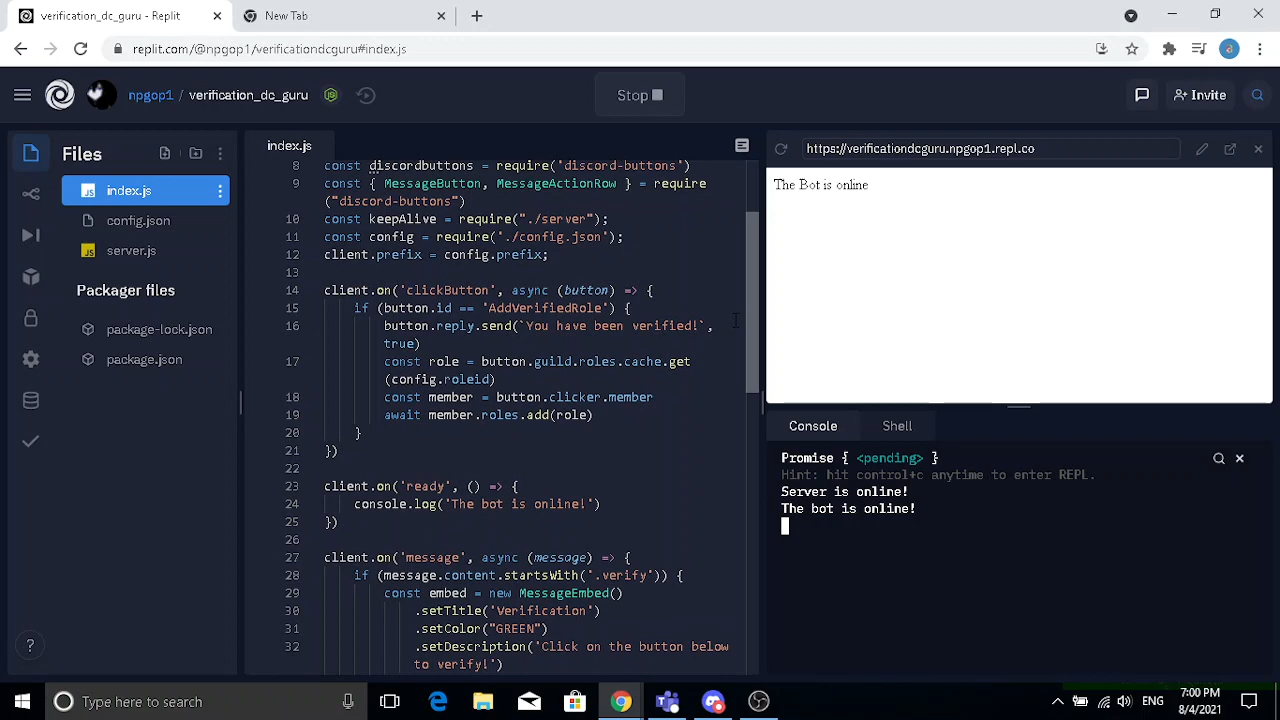 verification_dc_guru - Replit
New Tab
replit.com/@npgop1/verificationdcguru#index.js
npgop1 / verification_dc_guru
Stop
Invite
Files
index.js
config.json
server.js
Packager files
package-lock.json
package.json
index.js
8 const discordbuttons = require('discord-buttons')
9 const { MessageButton, MessageActionRow } = require
("discord-buttons")
10 const keepAlive = require("./server");
11 const config = require('./config.json');
12 client.prefix = config.prefix;
13
14 client.on('clickButton', async (button) => {
15 if (button.id == 'AddVerifiedRole') {
16 button.reply.send(`You have been verified!`,
true)
17 const role = button.guild.roles.cache.get
(config.roleid)
18 const member = button.clicker.member
19 await member.roles.add(role)
20 }
21 })
22
23 client.on('ready', () => {
24 console.log('The bot is online!')
25 })
26
27 client.on('message', async (message) => {
28 if (message.content.startsWith('.verify')) {
29 const embed = new MessageEmbed()
30 .setTitle('Verification')
31 .setColor("GREEN")
32 .setDescription('Click on the button below
to verify!')
https://verificationdcguru.npgop1.repl.co
The Bot is online
Console
Shell
Promise { <pending> }
Hint: hit control+c anytime to enter REPL.
Server is online!
The bot is online!
?
Type here to search
ENG
7:00 PM
8/4/2021